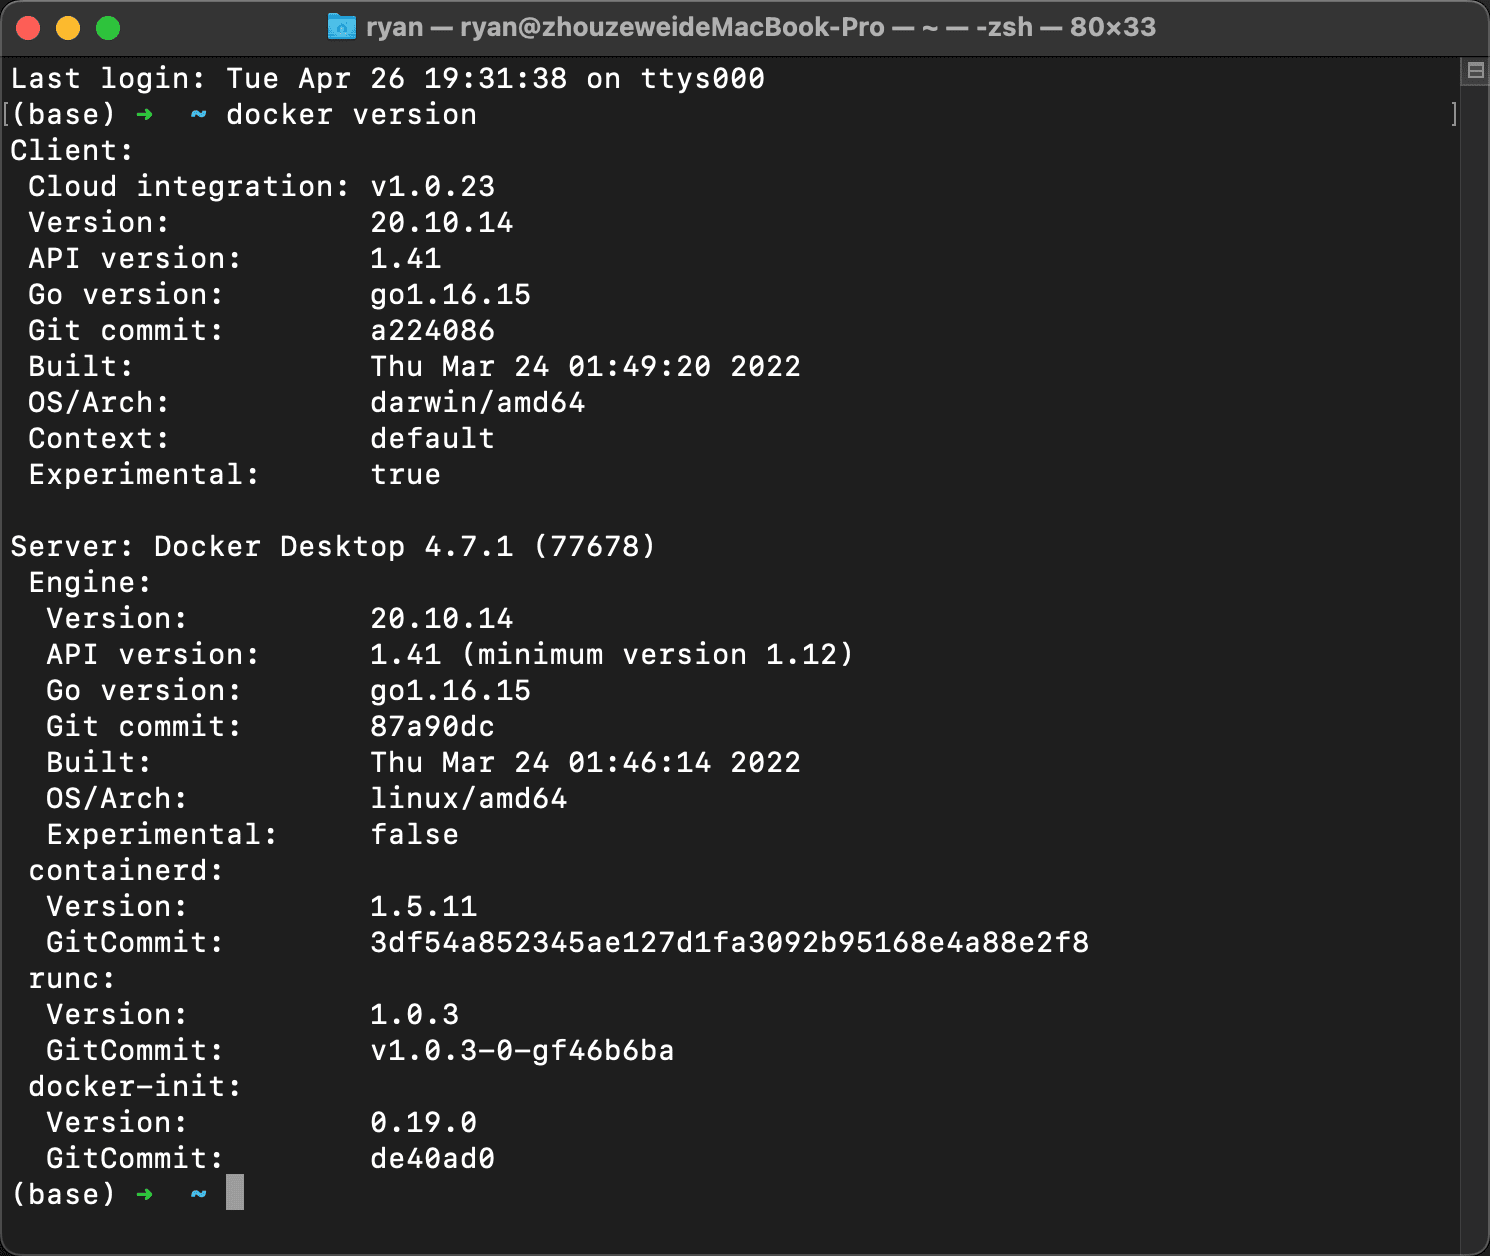 ryan — ryan@zhouzeweideMacBook-Pro — ~ — -zsh — 80×33
Last login: Tue Apr 26 19:31:38 on ttys000
[(base) ➜  ~ docker version ]
Client:
 Cloud integration: v1.0.23
 Version:           20.10.14
 API version:       1.41
 Go version:        go1.16.15
 Git commit:        a224086
 Built:             Thu Mar 24 01:49:20 2022
 OS/Arch:           darwin/amd64
 Context:           default
 Experimental:      true

Server: Docker Desktop 4.7.1 (77678)
 Engine:
  Version:          20.10.14
  API version:      1.41 (minimum version 1.12)
  Go version:       go1.16.15
  Git commit:       87a90dc
  Built:            Thu Mar 24 01:46:14 2022
  OS/Arch:          linux/amd64
  Experimental:     false
 containerd:
  Version:          1.5.11
  GitCommit:        3df54a852345ae127d1fa3092b95168e4a88e2f8
 runc:
  Version:          1.0.3
  GitCommit:        v1.0.3-0-gf46b6ba
 docker-init:
  Version:          0.19.0
  GitCommit:        de40ad0
(base) ➜  ~